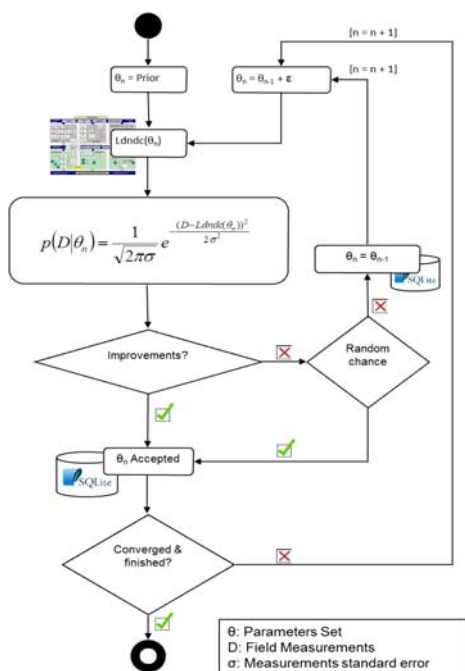 [n = n + 1]
[n = n + 1]
θn = Prior
θn = θn-1 + ε
Ldndc(θn)
p(D|θn) = 1/√2πσ e^-(D-Ldndc(θn))²/2σ²
θn = θn-1
SQLite
Improvements?
Random
chance
θn Accepted
SQLite
Converged &
finished?
θ: Parameters Set
D: Field Measurements
σ: Measurements standard error